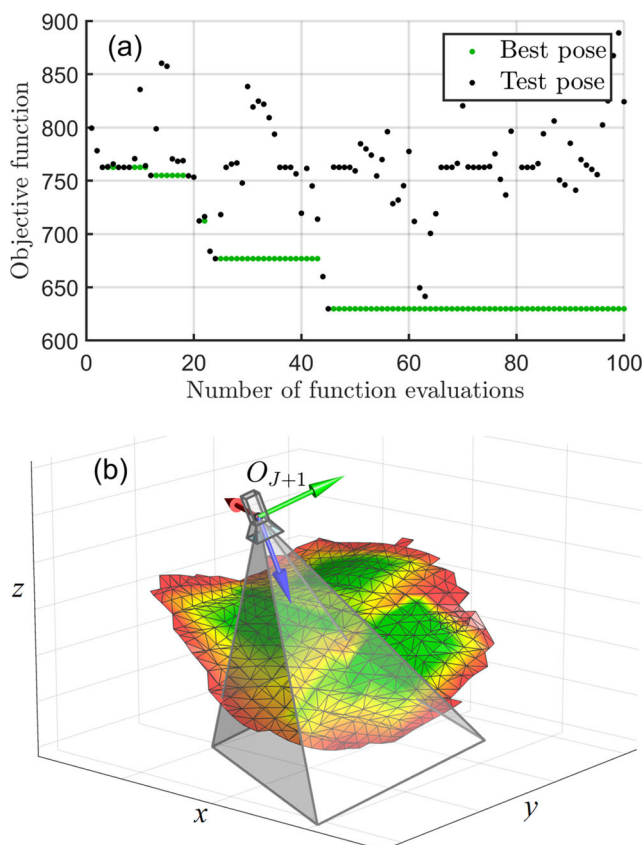 (a)
Objective function
900
850
800
750
700
650
600
Best pose
Test pose
0
20
40
60
80
100
Number of function evaluations
(b)
O_{J+1}
z
x
y